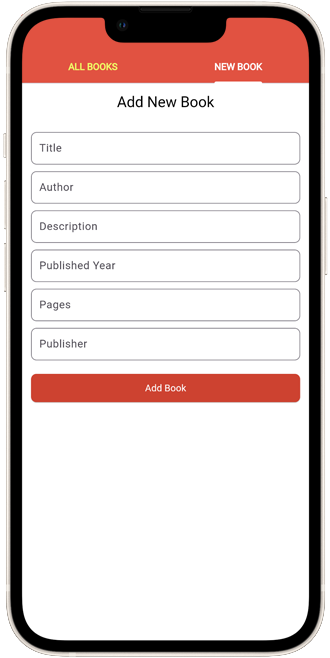 ALL BOOKS NEW BOOK
Add New Book
Title
Author
Description
Published Year
Pages
Publisher
Add Book